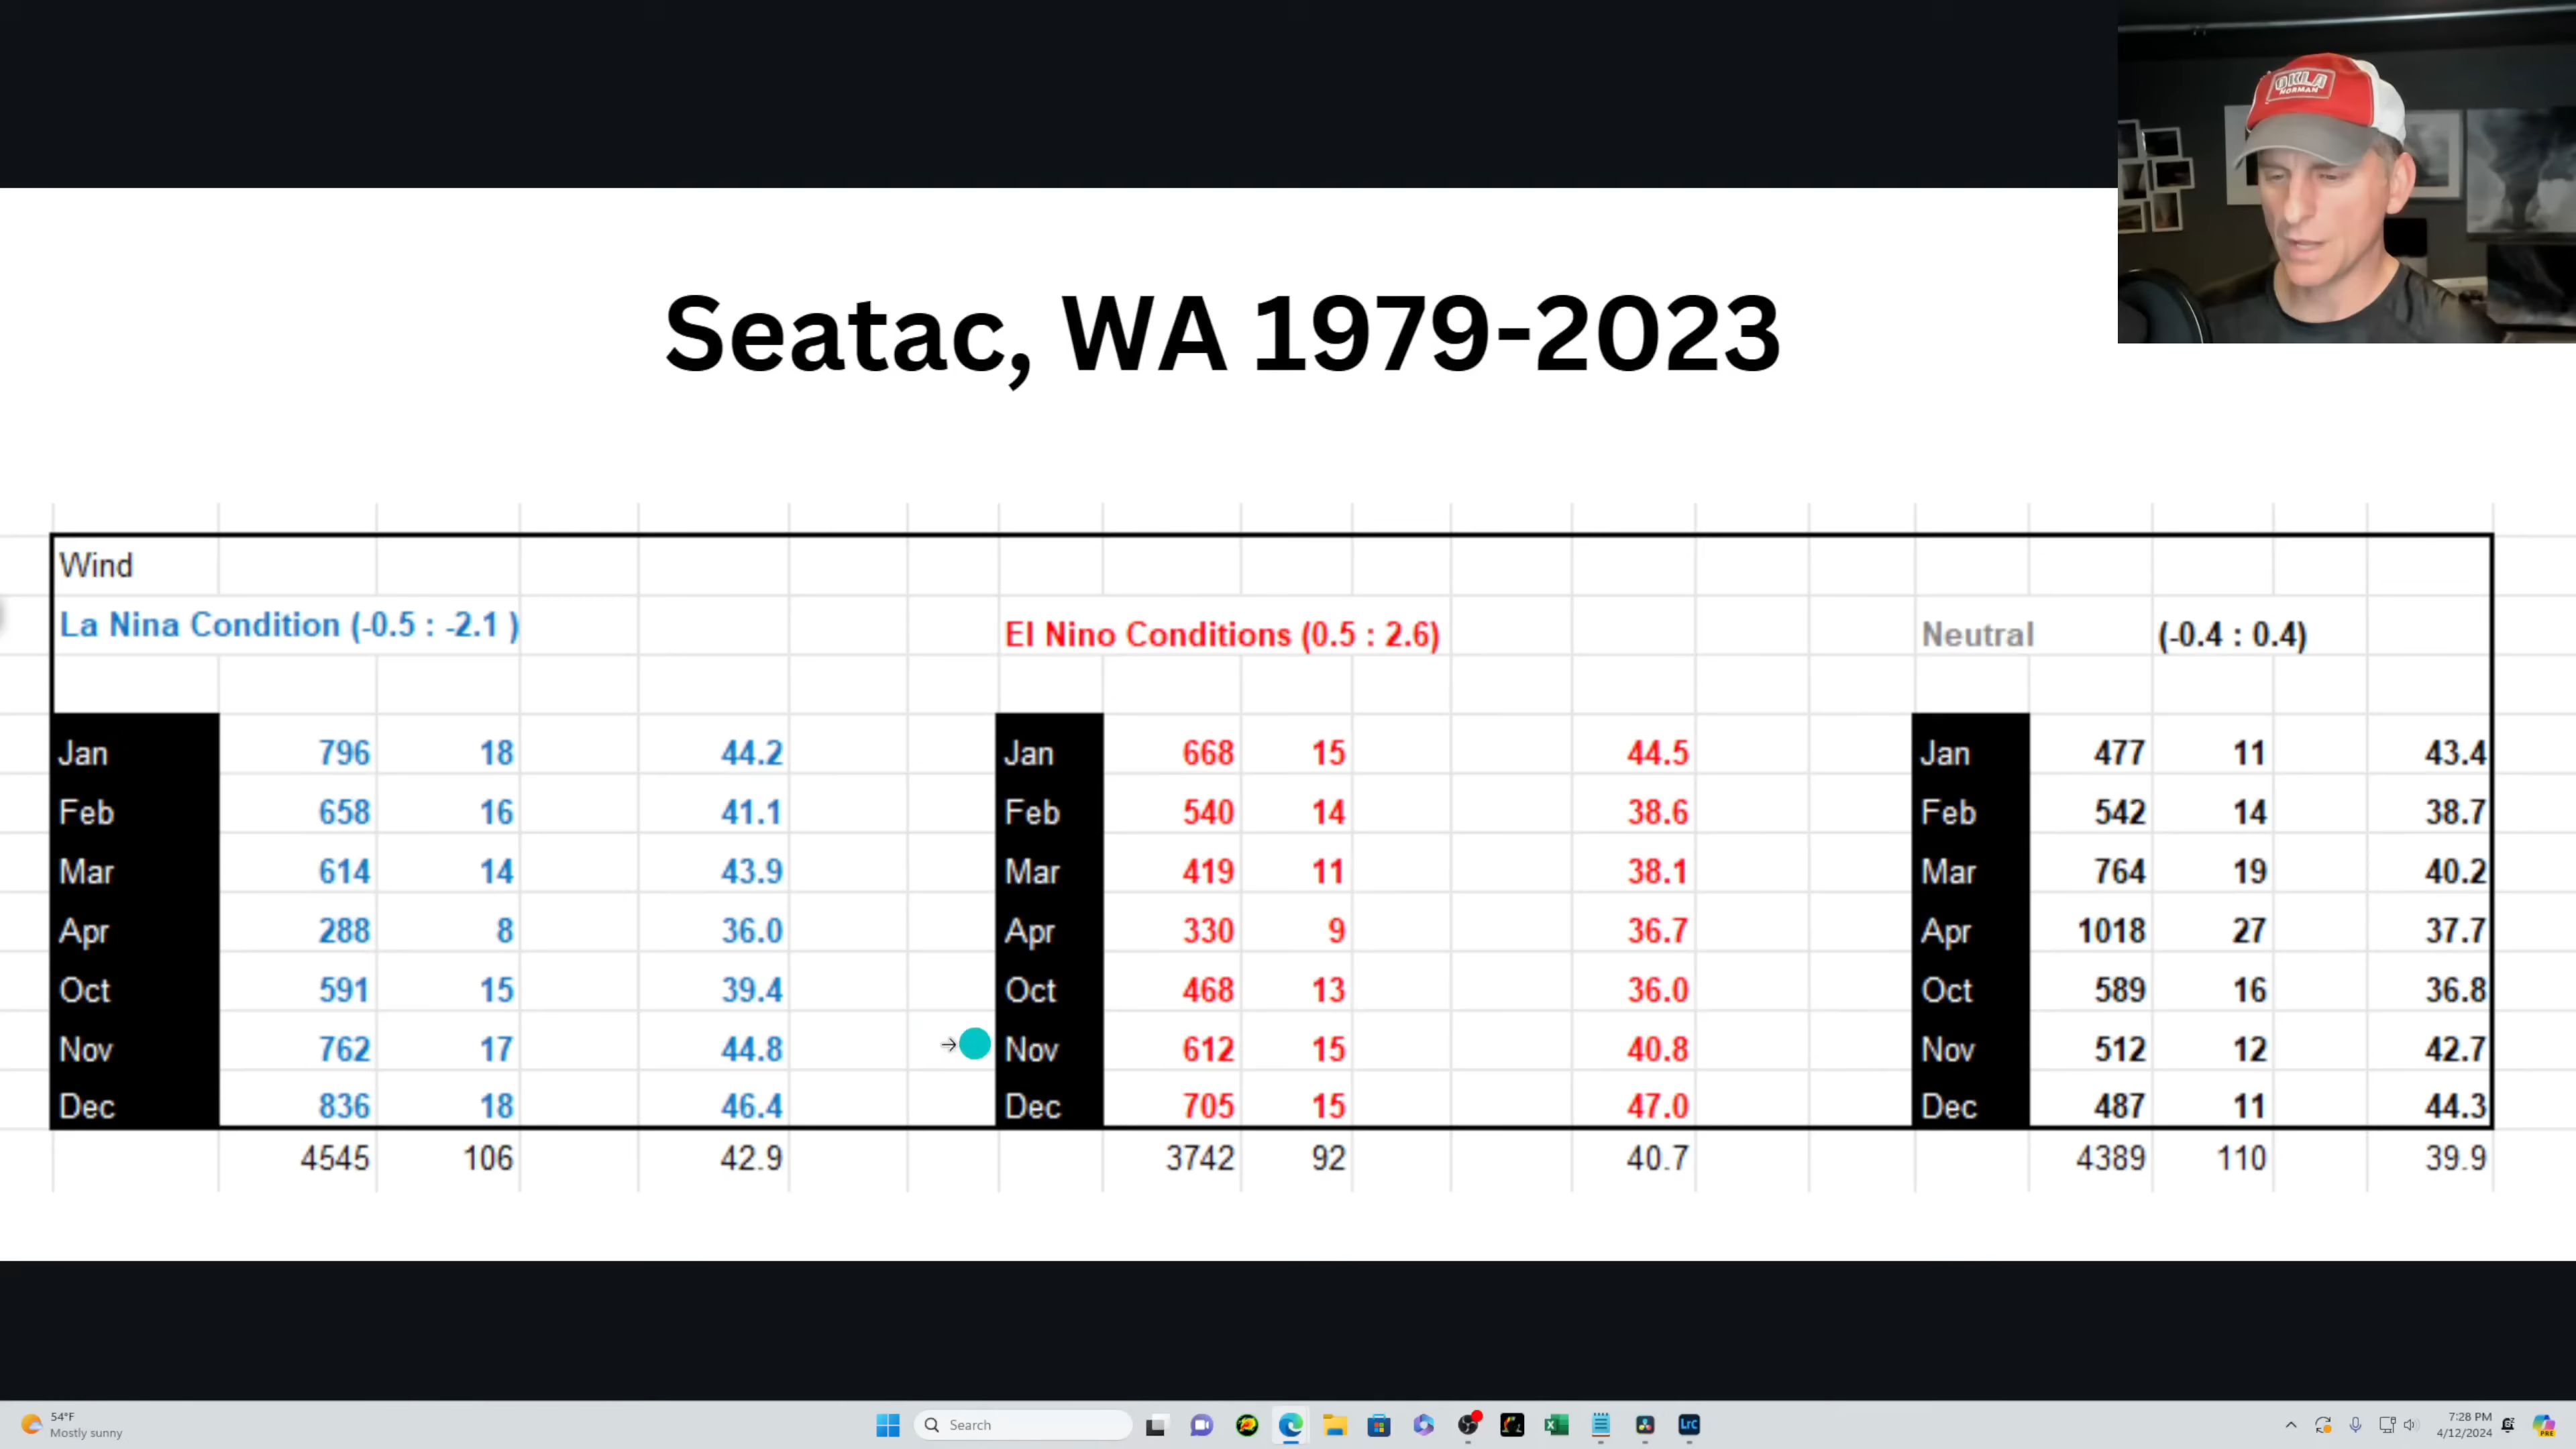 OKLA
NORMAN
Seatac, WA 1979-2023
Wind
La Nina Condition (-0.5 : -2.1 )
El Nino Conditions (0.5 : 2.6)
Neutral (-0.4 : 0.4)
Jan 796 18 44.2 Jan 668 15 44.5 Jan 477 11 43.4
Feb 658 16 41.1 Feb 540 14 38.6 Feb 542 14 38.7
Mar 614 14 43.9 Mar 419 11 38.1 Mar 764 19 40.2
Apr 288 8 36.0 Apr 330 9 36.7 Apr 1018 27 37.7
Oct 591 15 39.4 Oct 468 13 36.0 Oct 589 16 36.8
Nov 762 17 44.8 Nov 612 15 40.8 Nov 512 12 42.7
Dec 836 18 46.4 Dec 705 15 47.0 Dec 487 11 44.3
4545 106 42.9 3742 92 40.7 4389 110 39.9
54°F
Mostly sunny
Search
LrC
7:28 PM
4/12/2024
PRE